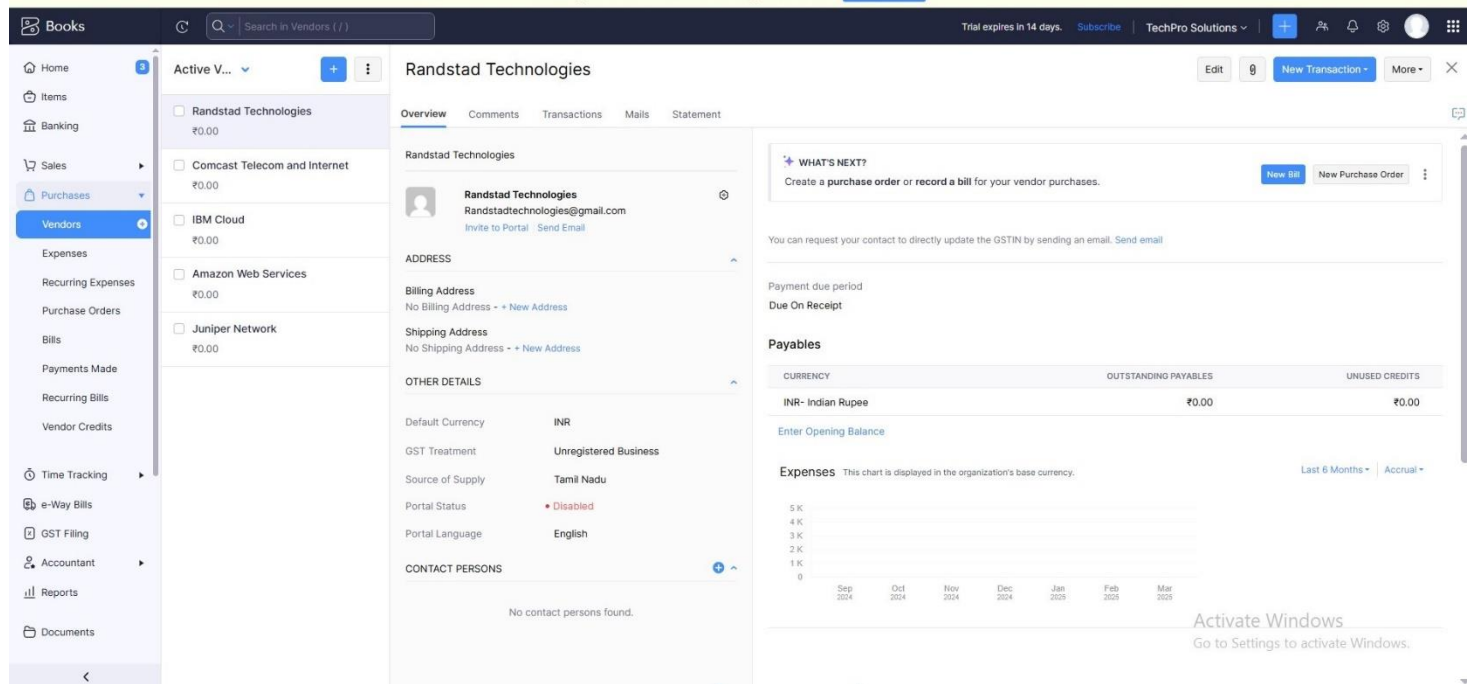 Books
Search in Vendors ( / )
Trial expires in 14 days. Subscribe
TechPro Solutions
Home 3
Items
Banking
Sales
Purchases
Vendors
Expenses
Recurring Expenses
Purchase Orders
Bills
Payments Made
Recurring Bills
Vendor Credits
Time Tracking
e-Way Bills
GST Filing
Accountant
Reports
Documents
Active V...
Randstad Technologies
₹0.00
Comcast Telecom and Internet
₹0.00
IBM Cloud
₹0.00
Amazon Web Services
₹0.00
Juniper Network
₹0.00
Randstad Technologies
Edit
New Transaction
More
Overview Comments Transactions Mails Statement
Randstad Technologies
Randstad Technologies
Randstadtechnologies@gmail.com
Invite to Portal Send Email
ADDRESS
Billing Address
No Billing Address - + New Address
Shipping Address
No Shipping Address - + New Address
OTHER DETAILS
Default Currency INR
GST Treatment Unregistered Business
Source of Supply Tamil Nadu
Portal Status • Disabled
Portal Language English
CONTACT PERSONS
No contact persons found.
WHAT'S NEXT?
Create a purchase order or record a bill for your vendor purchases.
New Bill New Purchase Order
You can request your contact to directly update the GSTIN by sending an email. Send email
Payment due period
Due On Receipt
Payables
CURRENCY OUTSTANDING PAYABLES UNUSED CREDITS
INR- Indian Rupee ₹0.00 ₹0.00
Enter Opening Balance
Expenses This chart is displayed in the organization's base currency.
Last 6 Months Accrual
5 K
4 K
3 K
2 K
1 K
0
Sep Oct Nov Dec Jan Feb Mar
2024 2024 2024 2024 2025 2025 2025
Activate Windows
Go to Settings to activate Windows.